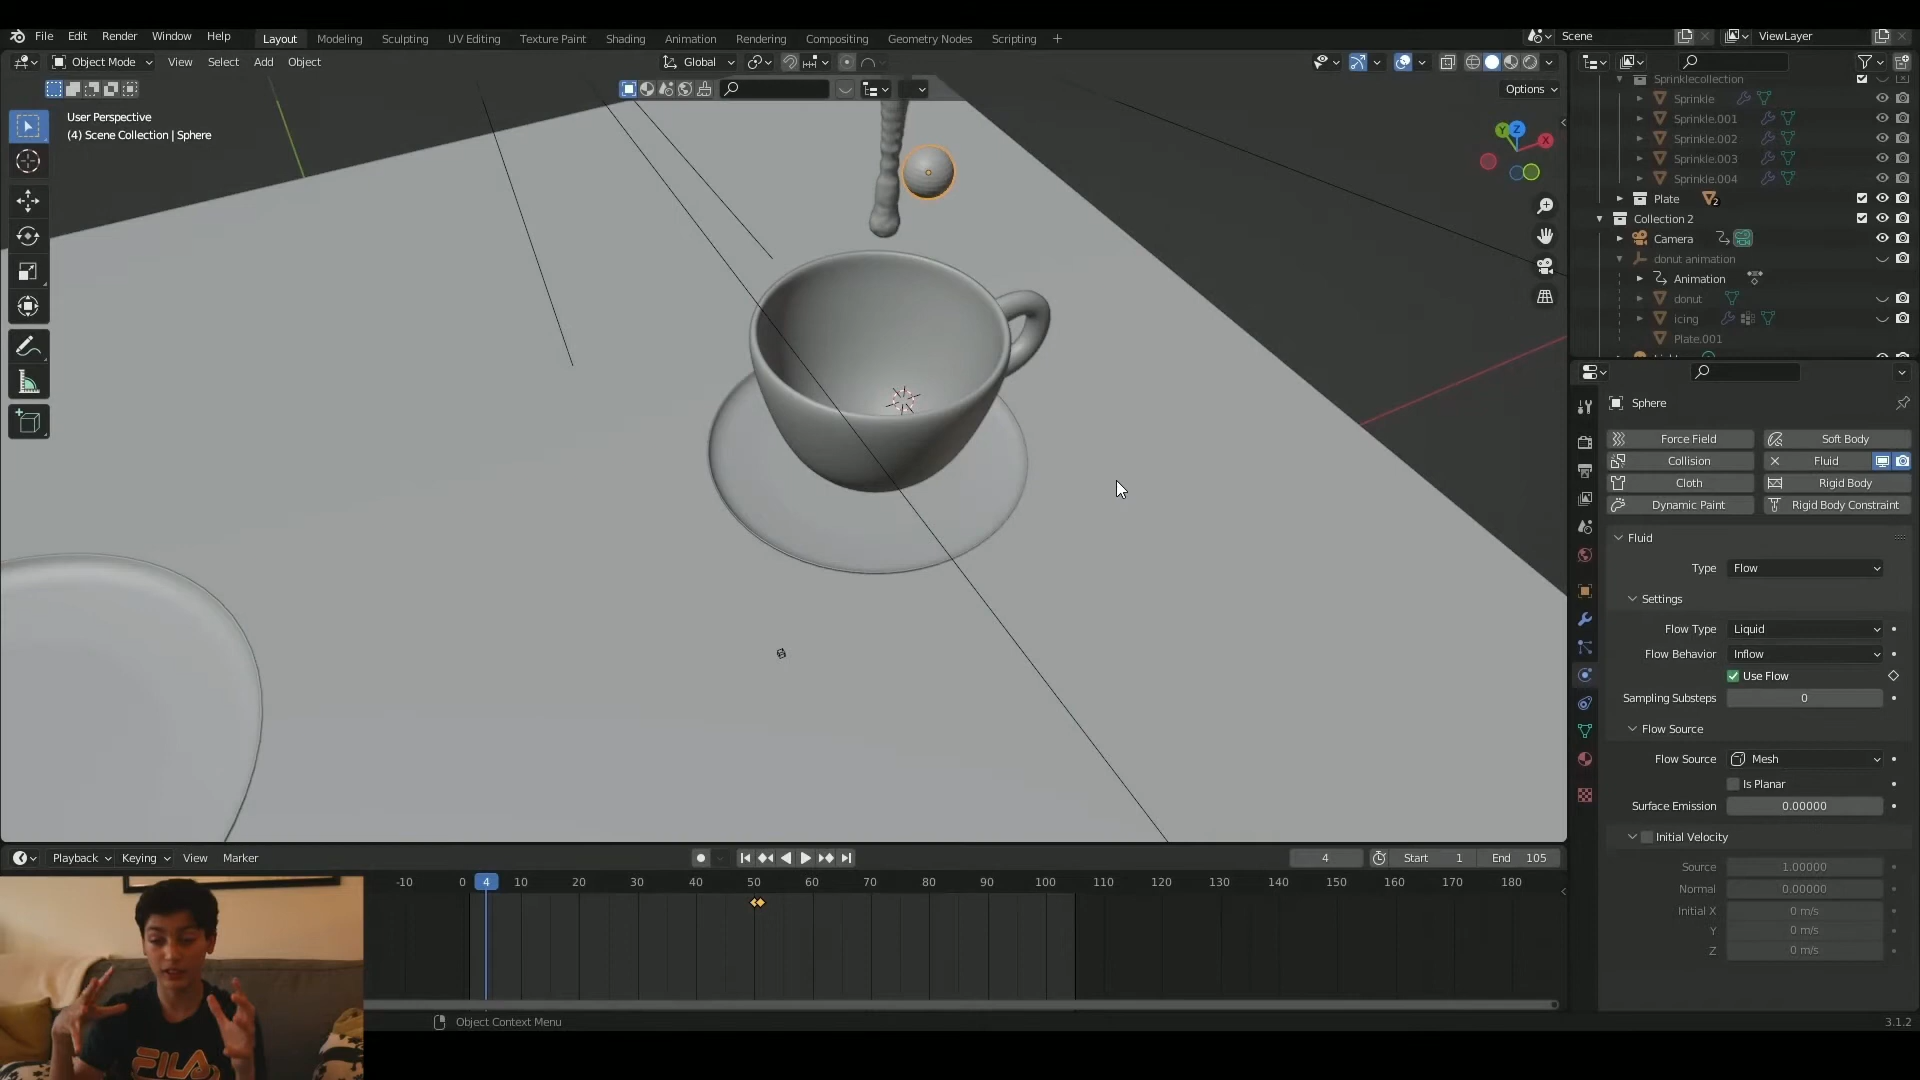 File Edit Render Window Help
Layout Modeling Sculpting UV Editing Texture Paint Shading Animation Rendering Compositing Geometry Nodes Scripting +
Scene
ViewLayer
Object Mode View Select Add Object
Global
Options
User Perspective
(4) Scene Collection | Sphere
Y Z X
Sprinklecollection
Sprinkle
Sprinkle.001
Sprinkle.002
Sprinkle.003
Sprinkle.004
Plate 2
Collection 2
Camera
donut animation
Animation
donut
icing
Plate.001
Sphere
Force Field Soft Body
Collision Fluid
Cloth Rigid Body
Dynamic Paint Rigid Body Constraint
Fluid
Type Flow
Settings
Flow Type Liquid
Flow Behavior Inflow
Use Flow
Sampling Substeps 0
Flow Source
Flow Source Mesh
Is Planar
Surface Emission 0.00000
Initial Velocity
Source 1.00000
Normal 0.00000
Initial X 0 m/s
Y 0 m/s
Z 0 m/s
Playback Keying View Marker
4 Start 1 End 105
-10 0 4 10 20 30 40 50 60 70 80 90 100 110 120 130 140 150 160 170 180
FILA
Object Context Menu
3.1.2